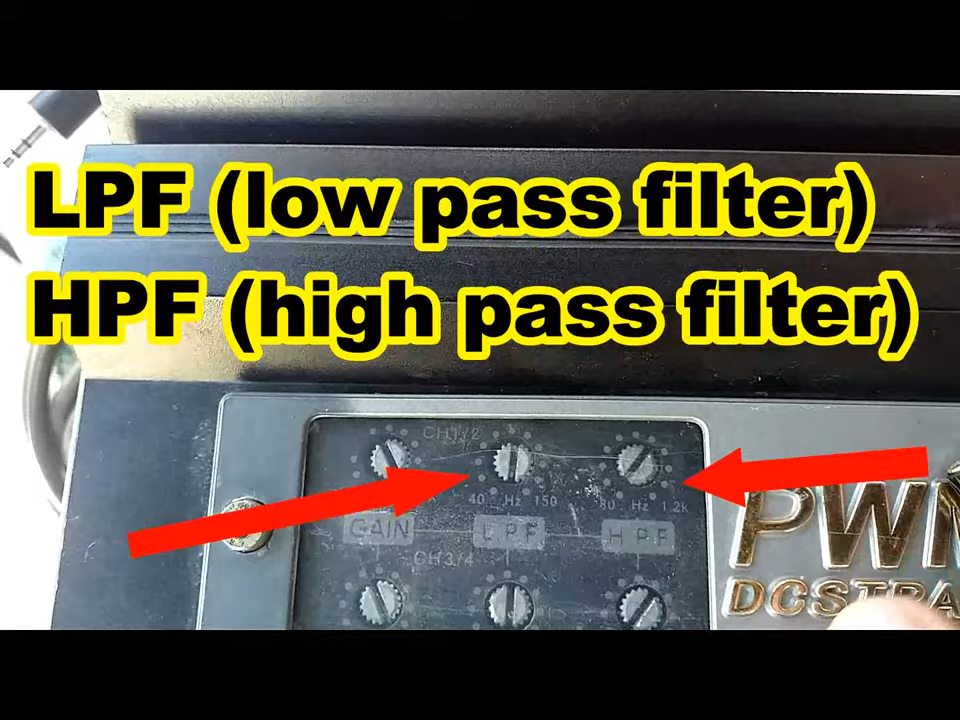 LPF (low pass filter)
HPF (high pass filter)
CH1/2
40 Hz 150
80 Hz 1.2k
GAIN
LPF
HPF
CH3/4
PWM
DCSTRA